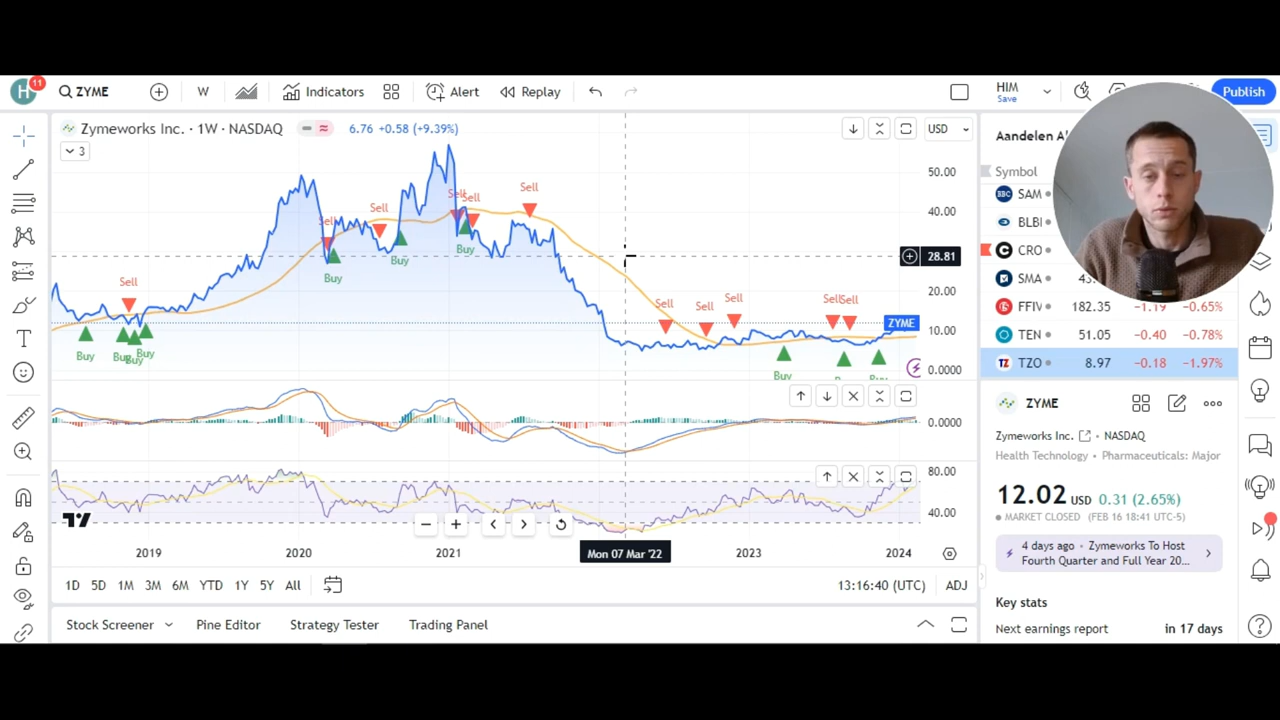 H 11 ZYME W Indicators Alert Replay HIM Save Publish
Zymeworks Inc. · 1W · NASDAQ 6.76 +0.58 (+9.39%) USD
3
50.00
40.00
28.81
20.00
10.00
0.0000
ZYME
Sell
Sell
Sell
Sell
Sell
Sell
Sell
Sell
Sell
Sell
Sell
Buy
Buy
Buy
Buy
Buy
Buy
Buy
Buy
Buy
0.0000
80.00
40.00
2019 2020 2021 Mon 07 Mar '22 2023 2024
1D 5D 1M 3M 6M YTD 1Y 5Y All 13:16:40 (UTC) ADJ
Stock Screener Pine Editor Strategy Tester Trading Panel
Symbol
BBC SAM
BLBI
CRO
SMA
FFIV 182.35 −1.19 −0.65%
TEN 51.05 −0.40 −0.78%
TZ TZO 8.97 −0.18 −1.97%
ZYME
Zymeworks Inc. • NASDAQ
Health Technology • Pharmaceuticals: Major
12.02 USD 0.31 (2.65%)
MARKET CLOSED (FEB 16 18:41 UTC-5)
4 days ago · Zymeworks To Host
Fourth Quarter and Full Year 20...
Key stats
Next earnings report in 17 days